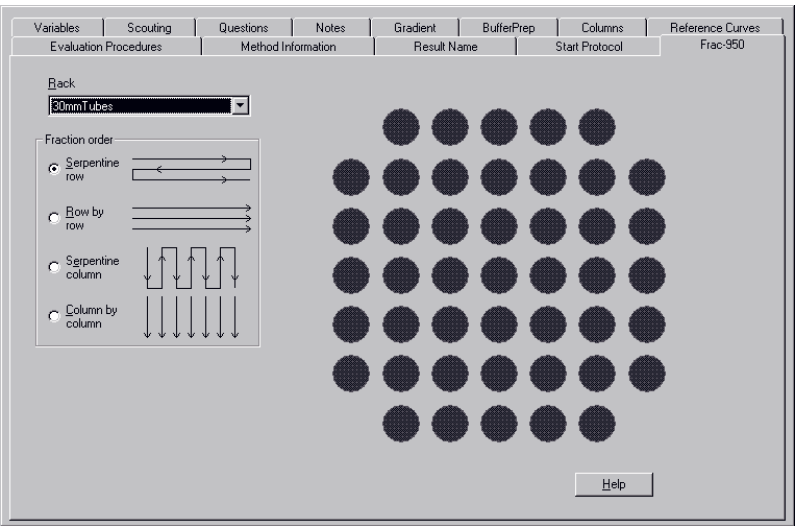 Variables Scouting Questions Notes Gradient BufferPrep Columns Reference Curves
Evaluation Procedures Method Information Result Name Start Protocol Frac-950
Rack
30mmTubes
Fraction order
Serpentine
row
Row by
row
Serpentine
column
Column by
column
Help